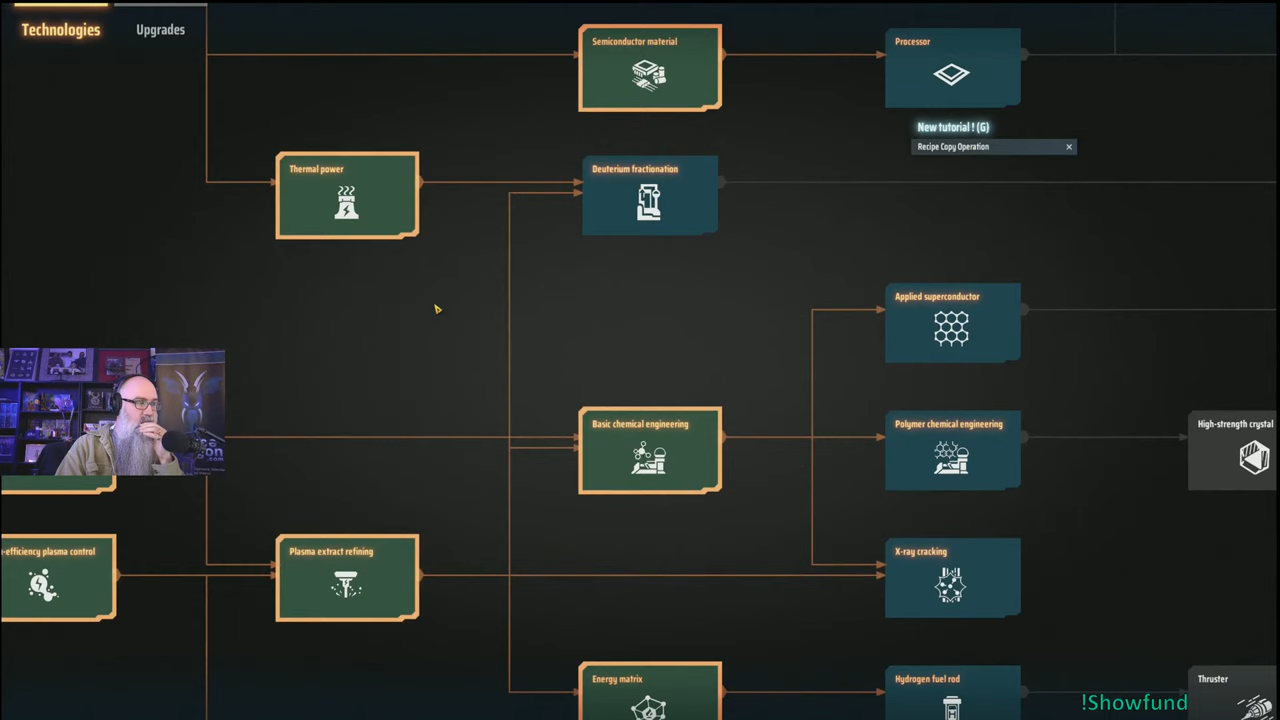 Technologies
Upgrades
Semiconductor material
Processor
New tutorial ! (G)
Recipe Copy Operation
Thermal power
Deuterium fractionation
Applied superconductor
Basic chemical engineering
Polymer chemical engineering
High-strength crystal
-efficiency plasma control
Plasma extract refining
X-ray cracking
Energy matrix
Hydrogen fuel rod
Thruster
!Showfund